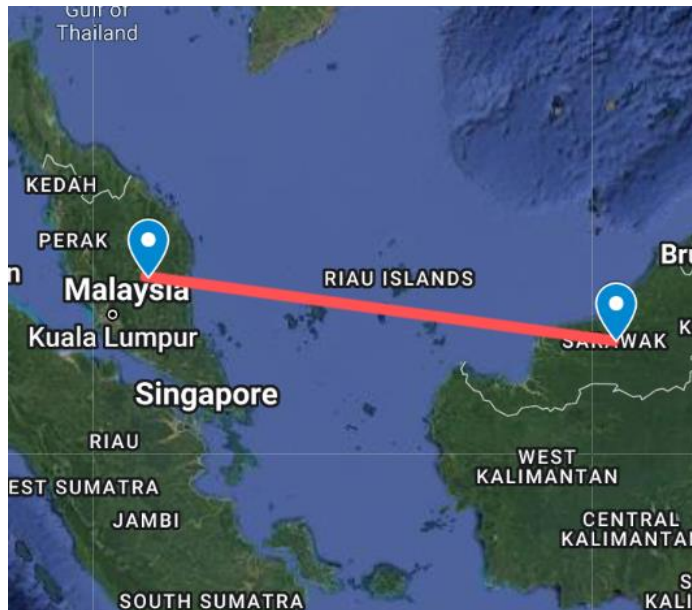 Gulf of
Thailand
KEDAH
PERAK
n
Malaysia
Kuala Lumpur
RIAU ISLANDS
Bru
SARAWAK
K
Singapore
RIAU
EST SUMATRA
JAMBI
WEST
KALIMANTAN
CENTRAL
KALIMANTA
SOUTH SUMATRA
S
KALI